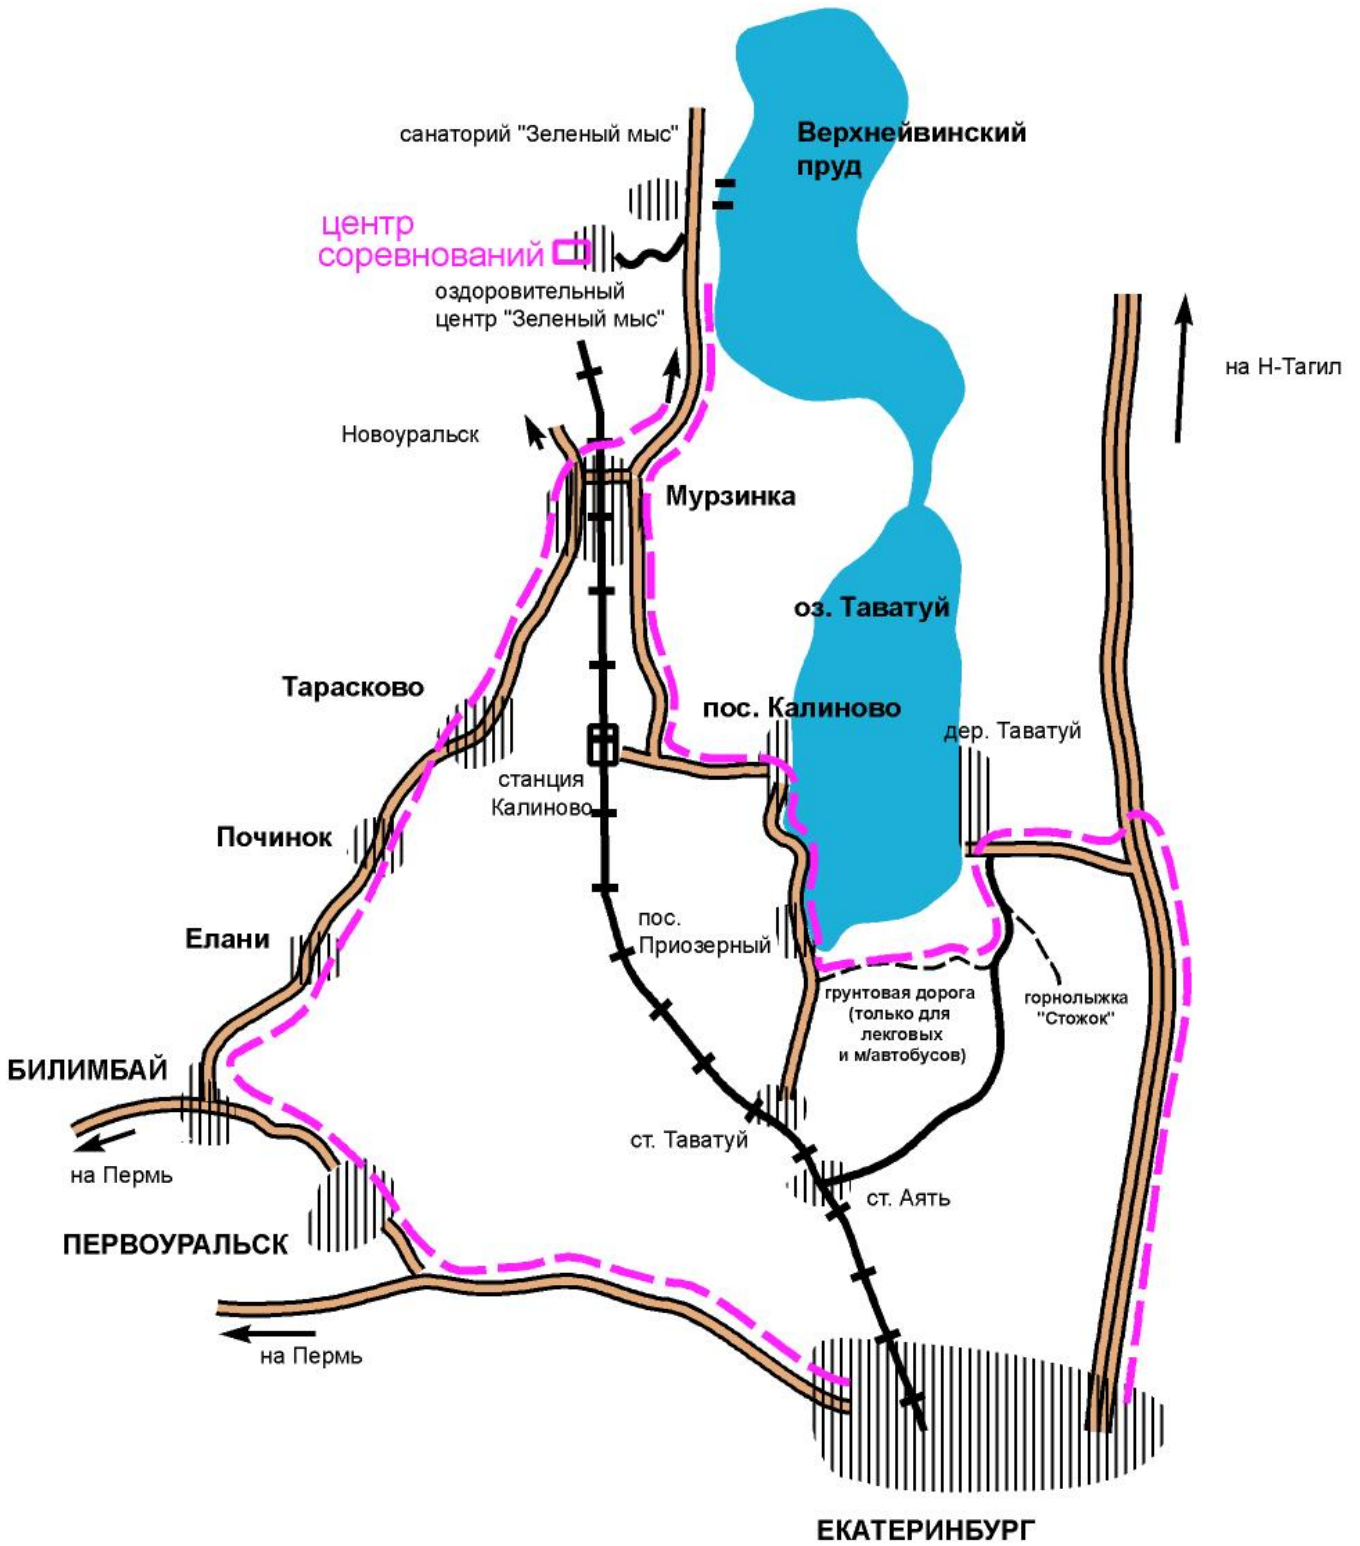 санаторий "Зеленый мыс"
Верхнейвинский
пруд
центр
соревнований
оздоровительный
центр "Зеленый мыс"
на Н-Тагил
Новоуральск
Мурзинка
оз. Таватуй
Тарасково
пос. Калиново
дер. Таватуй
станция
Калиново
Починок
пос.
Приозерный
Елани
грунтовая дорога
(только для
лекговых
и м/автобусов)
горнолыжка
"Стожок"
БИЛИМБАЙ
ст. Таватуй
на Пермь
ст. Аять
ПЕРВОУРАЛЬСК
на Пермь
ЕКАТЕРИНБУРГ